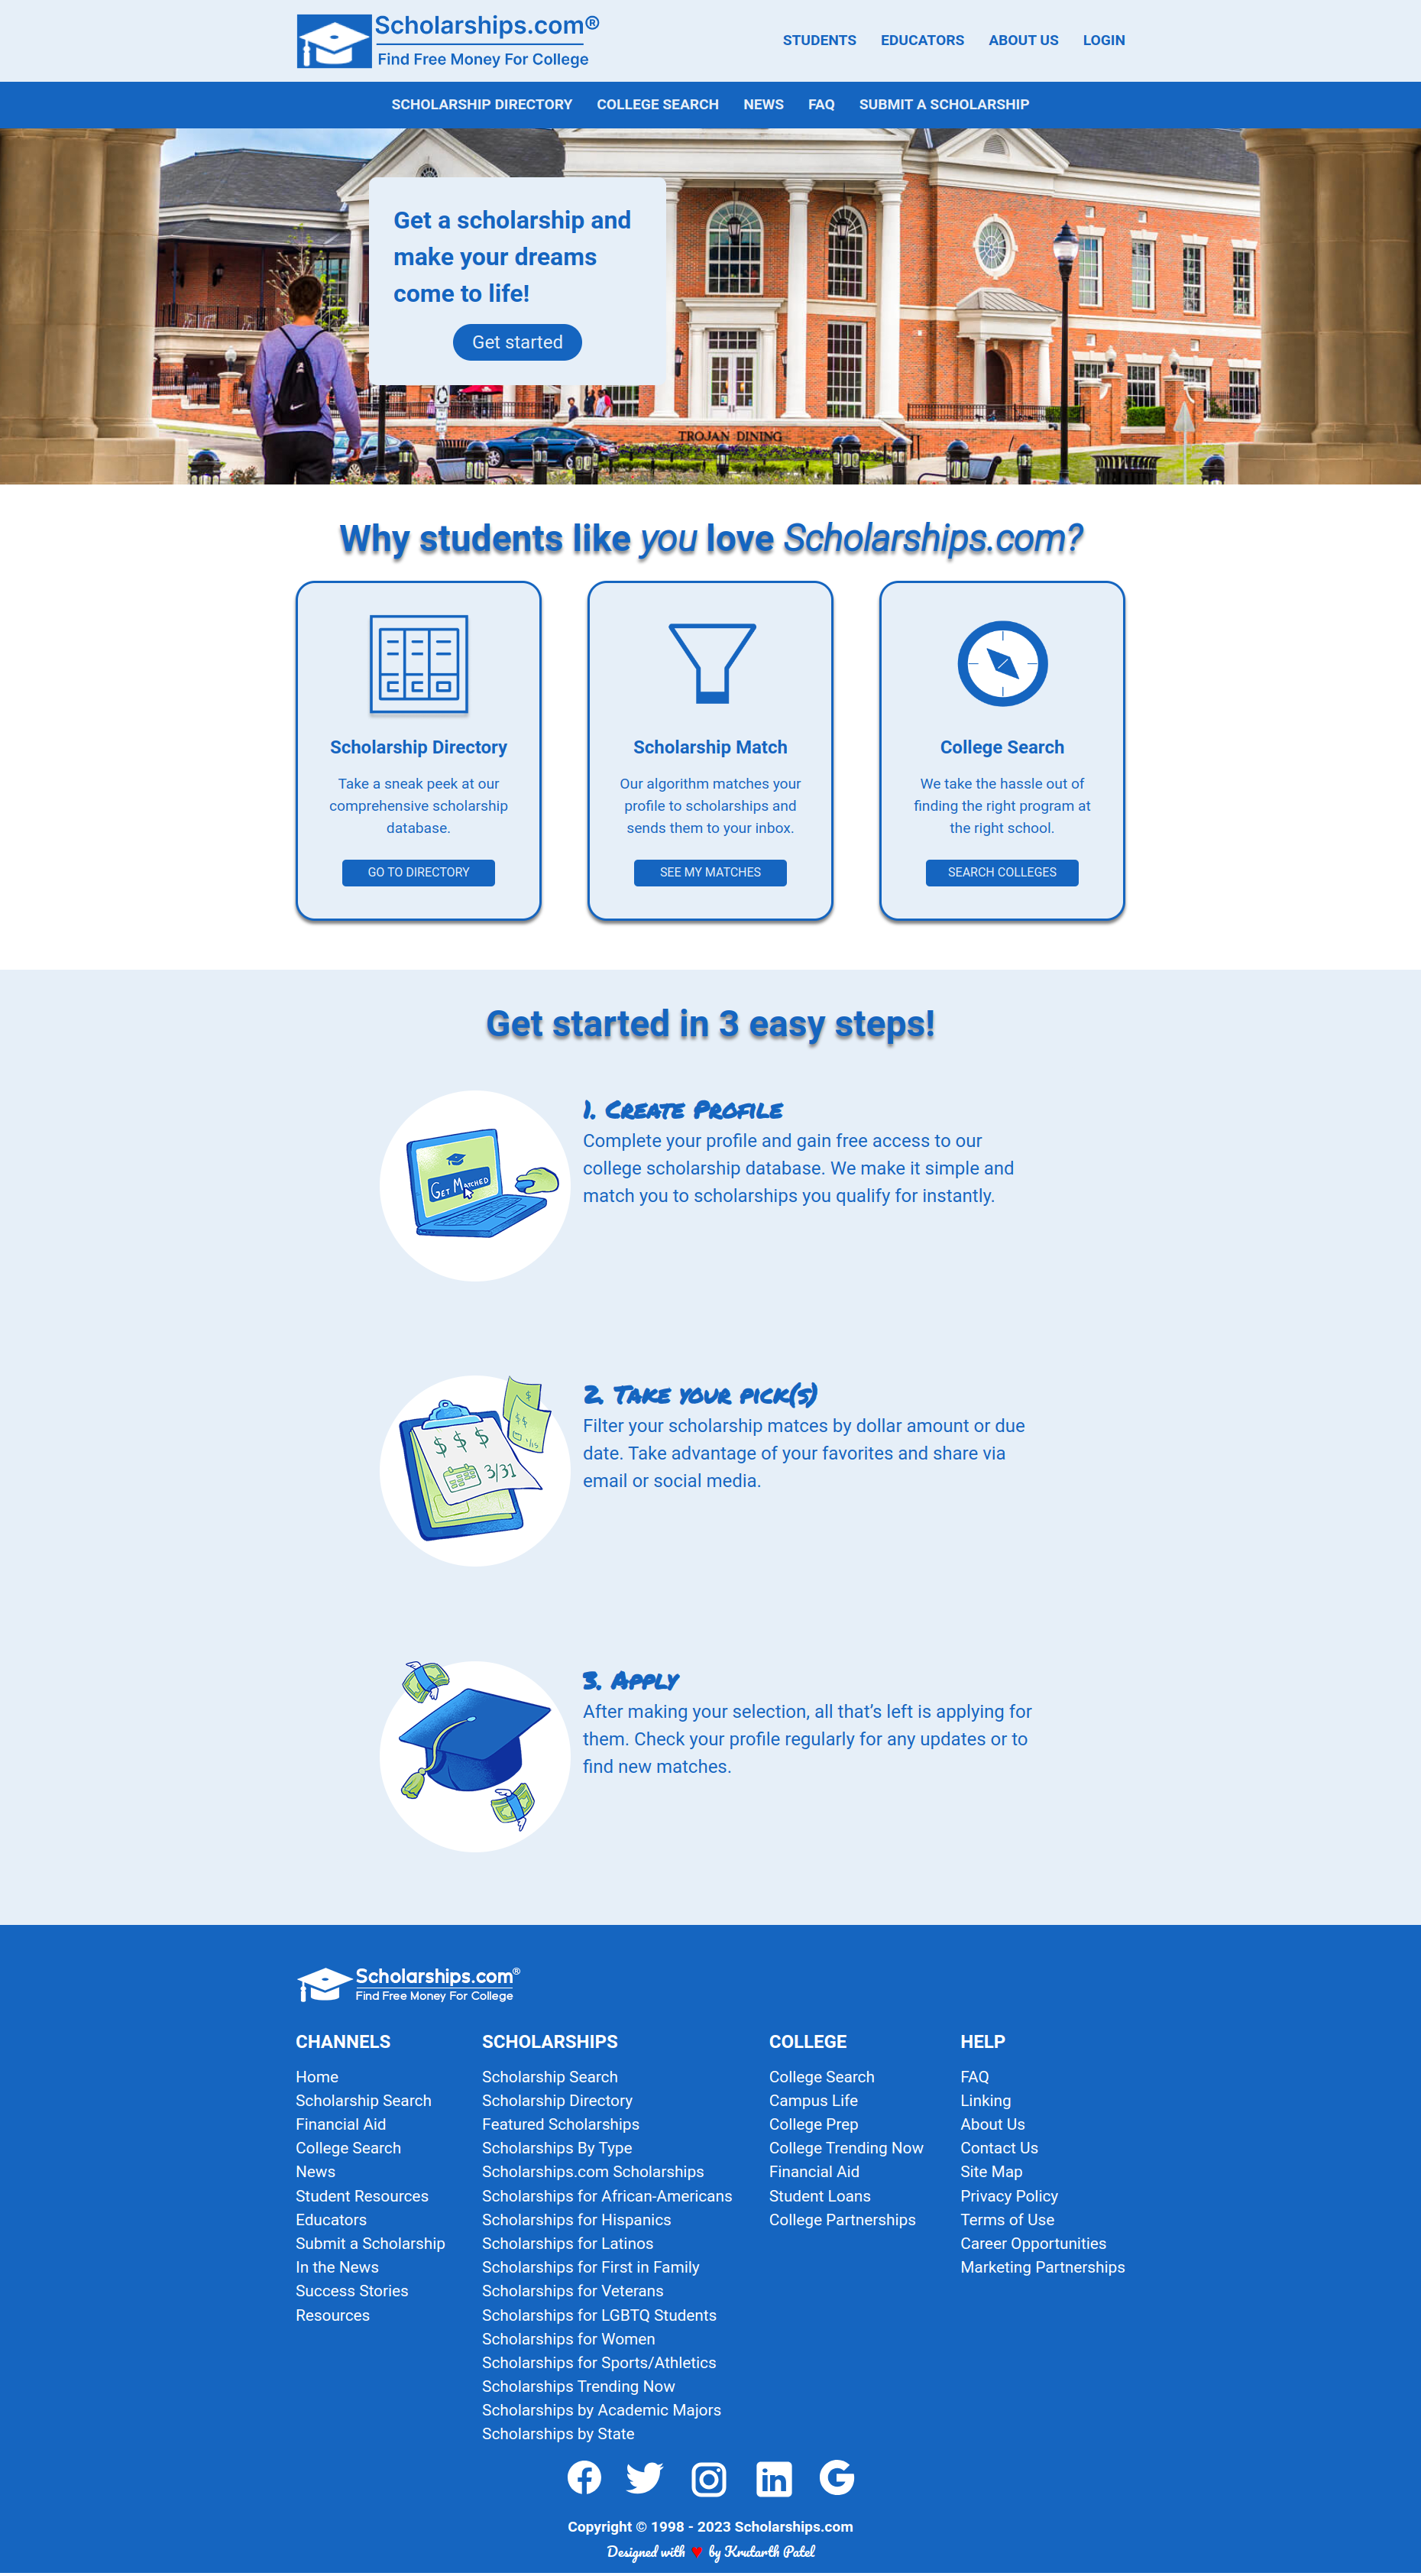 Scholarships.com®
Find Free Money For College
STUDENTS EDUCATORS ABOUT US LOGIN
SCHOLARSHIP DIRECTORY COLLEGE SEARCH NEWS FAQ SUBMIT A SCHOLARSHIP
Get a scholarship and
make your dreams
come to life!
Get started
TROJAN DINING
Why students like you love Scholarships.com?
Scholarship Directory
Take a sneak peek at our
comprehensive scholarship
database.
GO TO DIRECTORY
Scholarship Match
Our algorithm matches your
profile to scholarships and
sends them to your inbox.
SEE MY MATCHES
College Search
We take the hassle out of
finding the right program at
the right school.
SEARCH COLLEGES
Get started in 3 easy steps!
GET MATCHED
1. Create Profile
Complete your profile and gain free access to our
college scholarship database. We make it simple and
match you to scholarships you qualify for instantly.
$
$$
$ $ $
3/31
2. Take your pick(s)
Filter your scholarship matces by dollar amount or due
date. Take advantage of your favorites and share via
email or social media.
3. Apply
After making your selection, all that’s left is applying for
them. Check your profile regularly for any updates or to
find new matches.
Scholarships.com®
Find Free Money For College
CHANNELS
Home
Scholarship Search
Financial Aid
College Search
News
Student Resources
Educators
Submit a Scholarship
In the News
Success Stories
Resources
SCHOLARSHIPS
Scholarship Search
Scholarship Directory
Featured Scholarships
Scholarships By Type
Scholarships.com Scholarships
Scholarships for African-Americans
Scholarships for Hispanics
Scholarships for Latinos
Scholarships for First in Family
Scholarships for Veterans
Scholarships for LGBTQ Students
Scholarships for Women
Scholarships for Sports/Athletics
Scholarships Trending Now
Scholarships by Academic Majors
Scholarships by State
COLLEGE
College Search
Campus Life
College Prep
College Trending Now
Financial Aid
Student Loans
College Partnerships
HELP
FAQ
Linking
About Us
Contact Us
Site Map
Privacy Policy
Terms of Use
Career Opportunities
Marketing Partnerships
Copyright © 1998 - 2023 Scholarships.com
Designed with ♥ by Krutarth Patel